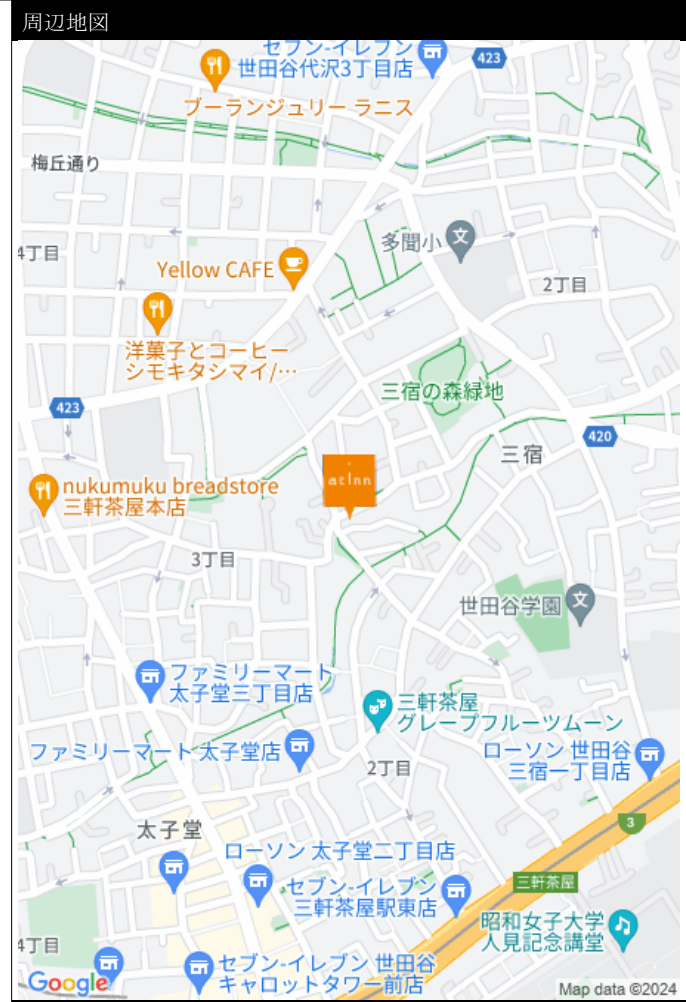 周辺地図
セブン-イレブン
世田谷代沢3丁目店
423
ブーランジュリー ラニス
梅丘通り
4丁目
多聞小
文
Yellow CAFE
2丁目
洋菓子とコーヒー
シモキタシマイ/…
三宿の森緑地
423
420
三宿
at Inn
nukumuku breadstore
三軒茶屋本店
3丁目
世田谷学園
文
ファミリーマート
太子堂三丁目店
三軒茶屋
グレープフルーツムーン
ファミリーマート 太子堂店
ローソン 世田谷
三宿一丁目店
2丁目
3
太子堂
ローソン 太子堂二丁目店
三軒茶屋
セブン-イレブン
三軒茶屋駅東店
昭和女子大学
人見記念講堂
4丁目
セブン-イレブン 世田谷
キャロットタワー前店
Google
Map data ©2024